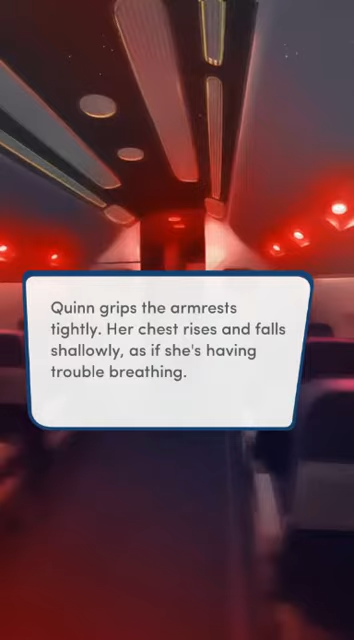 Quinn grips the armrests
tightly. Her chest rises and falls
shallowly, as if she's having
trouble breathing.